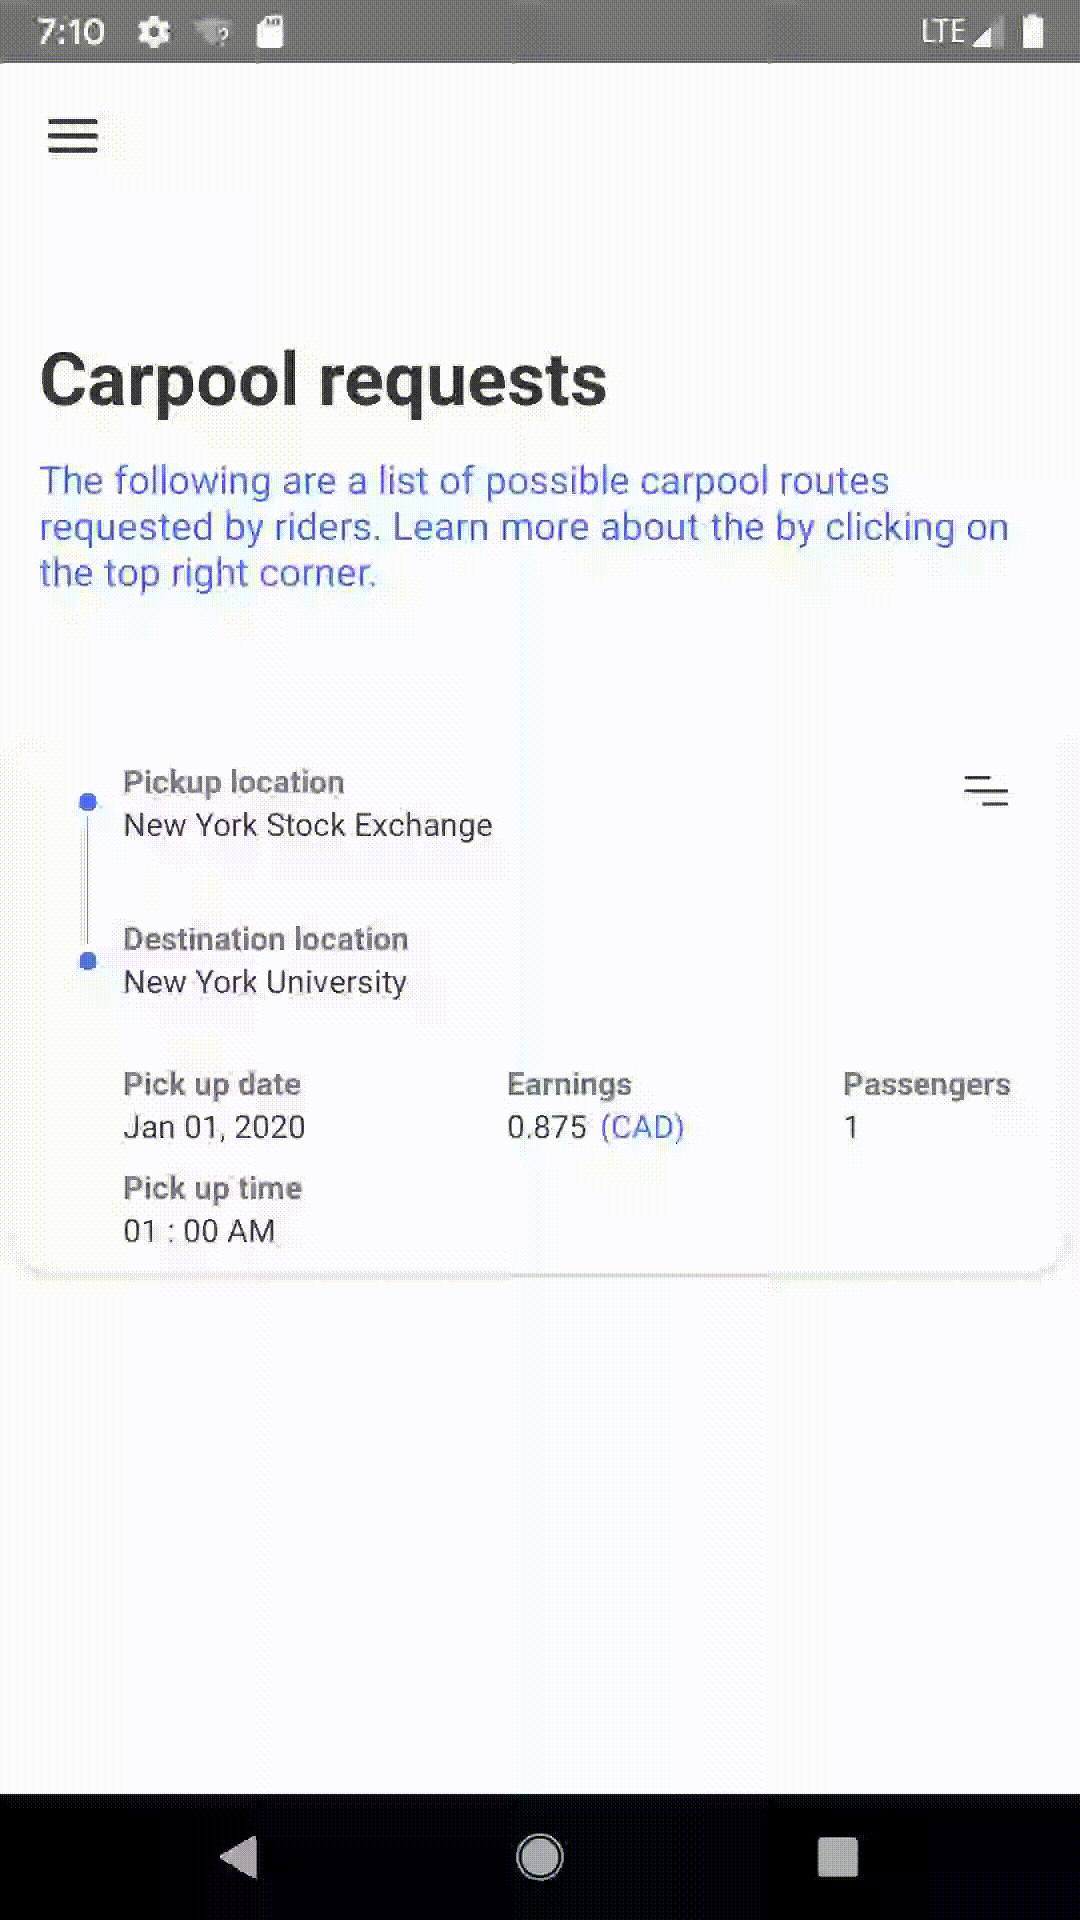 7:10 LTE
Carpool requests
The following are a list of possible carpool routes
requested by riders. Learn more about the by clicking on
the top right corner.
Pickup location
New York Stock Exchange
Destination location
New York University
Pick up date Earnings Passengers
Jan 01, 2020 0.875 (CAD) 1
Pick up time
01 : 00 AM